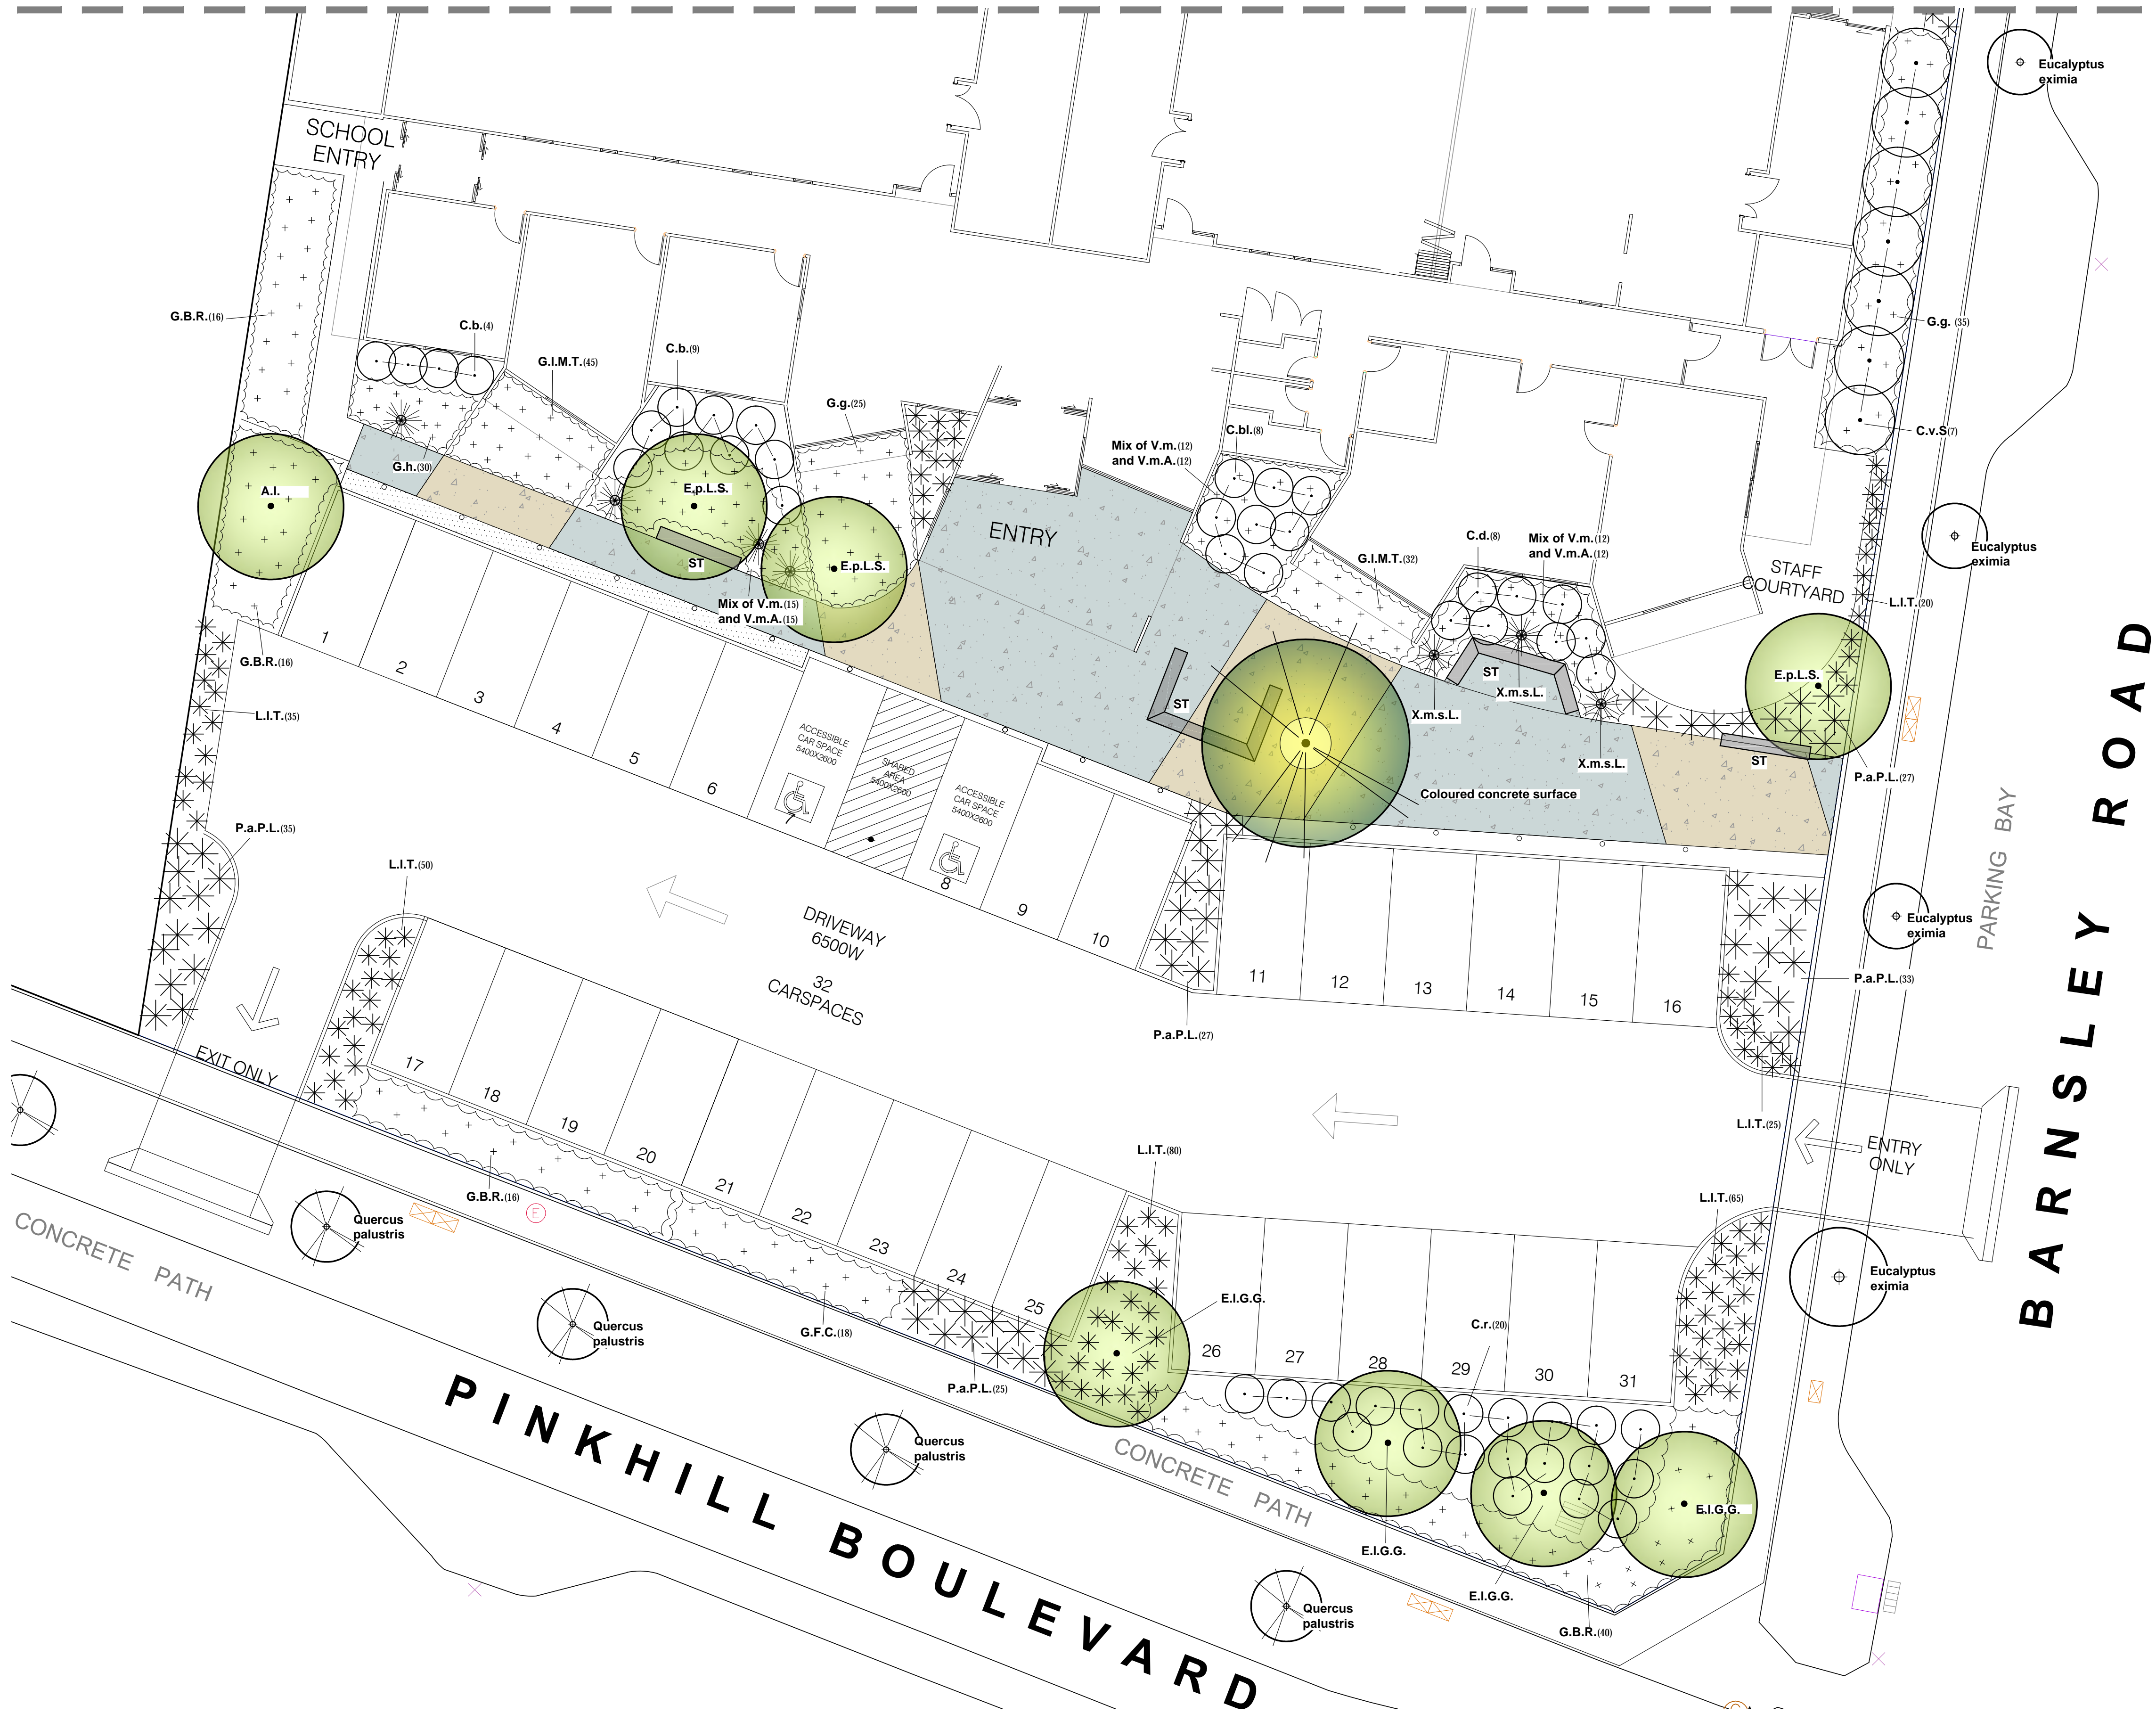 Eucalyptus
eximia
SCHOOL
ENTRY
G.B.R.(16)
C.b.(4)
C.b.(9)
G.l.M.T.(45)
G.g.(25)
G.g. (35)
C.v.S(7)
G.h.(30)
Mix of V.m.(12)
and V.m.A.(12)
C.bl.(8)
A.I.
E.p.L.S.
ST
E.p.L.S.
ENTRY
C.d.(8)
Mix of V.m.(12)
and V.m.A.(12)
G.l.M.T.(32)
STAFF
COURTYARD
Eucalyptus
eximia
L.I.T.(20)
Mix of V.m.(15)
and V.m.A.(15)
G.B.R.(16)
L.I.T.(35)
ST
ST
X.m.s.L.
X.m.s.L.
X.m.s.L.
E.p.L.S.
ST
P.a.P.L.(27)
Coloured concrete surface
1
2
3
4
5
6
7
ACCESSIBLE
CAR SPACE
5400X2600
SHARED
AREA
5400X2600
ACCESSIBLE
CAR SPACE
5400X2600
8
9
10
11
12
13
14
15
16
P.a.P.L.(35)
L.I.T.(50)
DRIVEWAY
6500W
32
CARSPACES
P.a.P.L.(27)
Eucalyptus
eximia
P.a.P.L.(33)
PARKING BAY
BARNSLEY ROAD
L.I.T.(25)
ENTRY
ONLY
EXIT ONLY
17
18
19
20
21
22
23
24
25
L.I.T.(80)
L.I.T.(65)
G.B.R.(16)
E
Quercus
palustris
CONCRETE PATH
Quercus
palustris
G.F.C.(18)
P.a.P.L.(25)
E.I.G.G.
C.r.(20)
26
27
28
29
30
31
Eucalyptus
eximia
Quercus
palustris
CONCRETE PATH
PINKHILL BOULEVARD
E.I.G.G.
E.I.G.G.
E.I.G.G.
G.B.R.(40)
Quercus
palustris